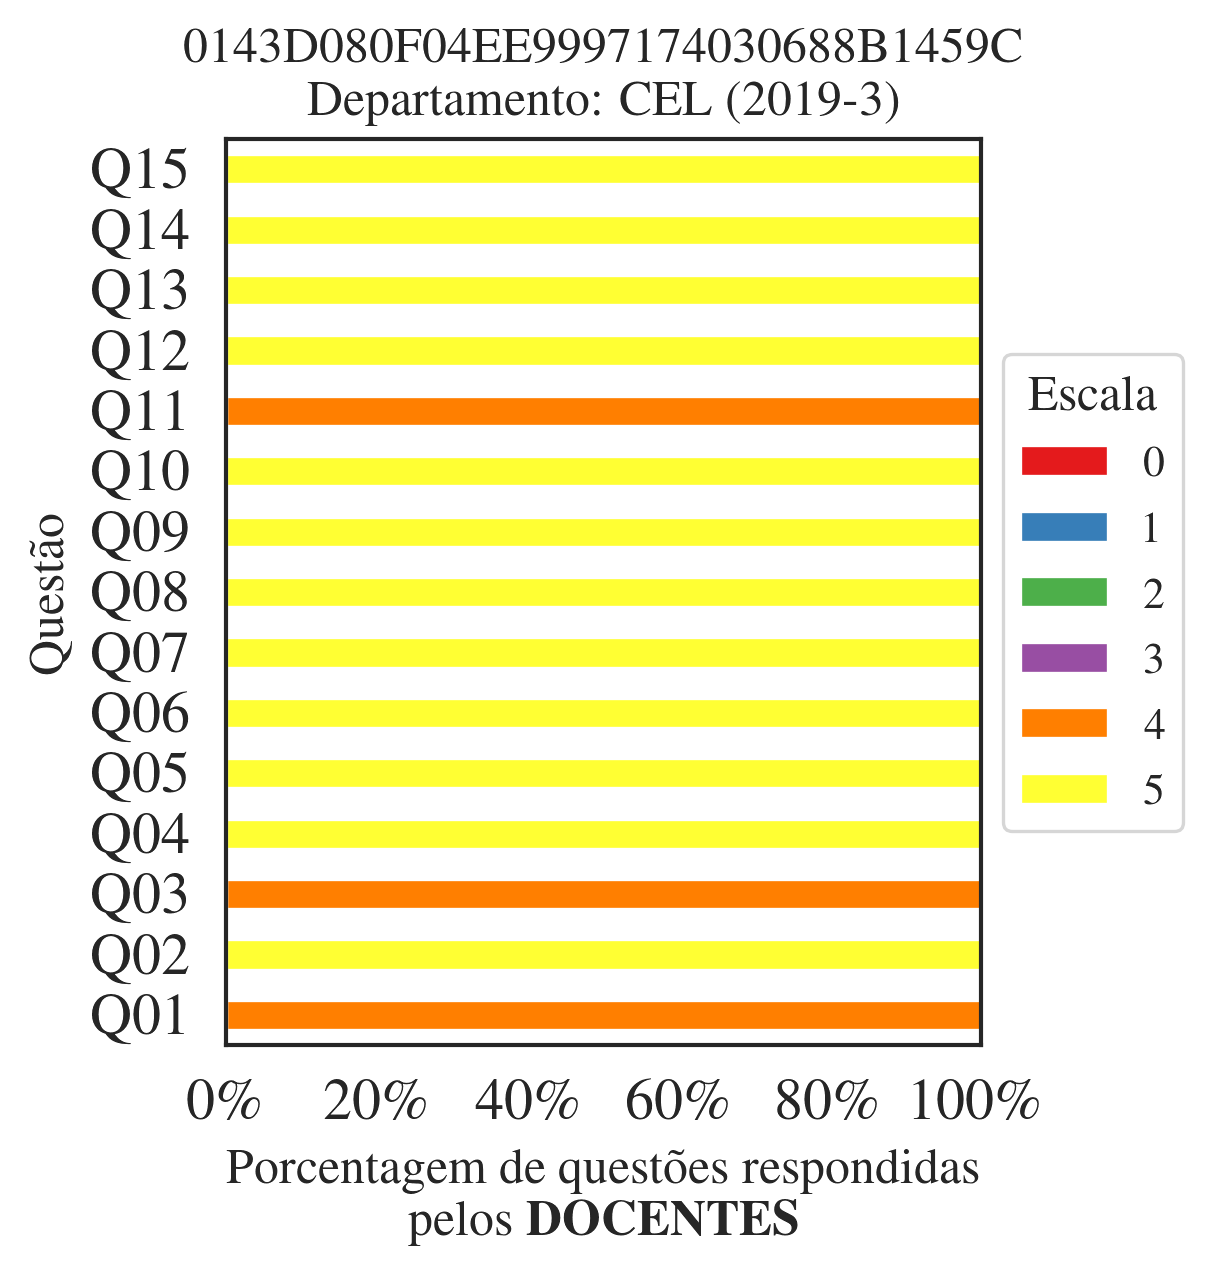 0143D080F04EE9997174030688B1459C
Departamento: CEL (2019-3)
Questão
Q15
Q14
Q13
Q12
Q11
Q10
Q09
Q08
Q07
Q06
Q05
Q04
Q03
Q02
Q01
0% 20% 40% 60% 80% 100%
Porcentagem de questões respondidas
pelos DOCENTES
Escala
0
1
2
3
4
5